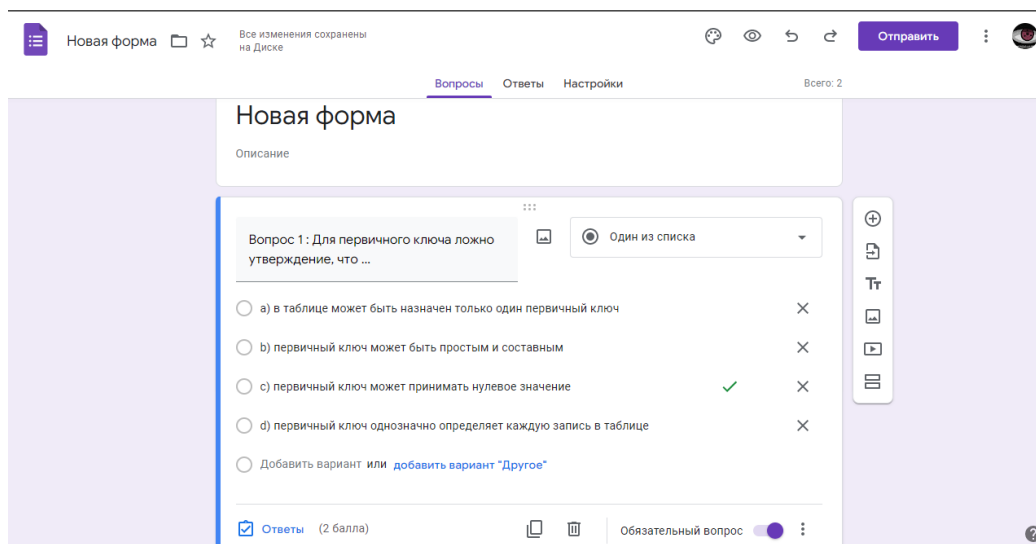 Новая форма
Все изменения сохранены
на Диске
Отправить
Вопросы Ответы Настройки
Всего: 2
Новая форма
Описание
Вопрос 1 : Для первичного ключа ложно
утверждение, что ...
Один из списка
a) в таблице может быть назначен только один первичный ключ
b) первичный ключ может быть простым и составным
c) первичный ключ может принимать нулевое значение
d) первичный ключ однозначно определяет каждую запись в таблице
Добавить вариант или добавить вариант "Другое"
Ответы (2 балла)
Обязательный вопрос